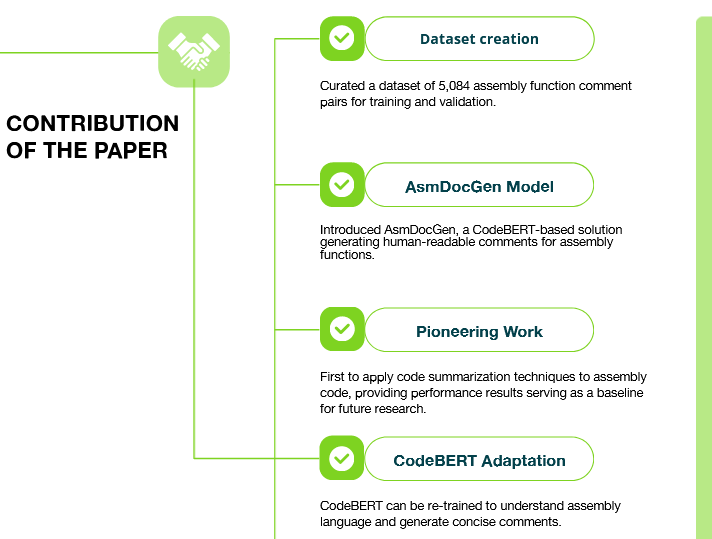 CONTRIBUTION
OF THE PAPER
Dataset creation
Curated a dataset of 5,084 assembly function comment
pairs for training and validation.
AsmDocGen Model
Introduced AsmDocGen, a CodeBERT-based solution
generating human-readable comments for assembly
functions.
Pioneering Work
First to apply code summarization techniques to assembly
code, providing performance results serving as a baseline
for future research.
CodeBERT Adaptation
CodeBERT can be re-trained to understand assembly
language and generate concise comments.